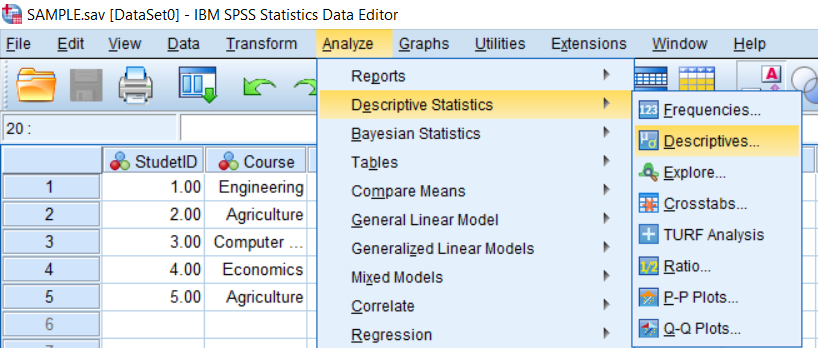 SAMPLE.sav [DataSet0] - IBM SPSS Statistics Data Editor
File Edit View Data Transform Analyze Graphs Utilities Extensions Window Help
A
20 :
StudetID Course
1 1.00 Engineering
2 2.00 Agriculture
3 3.00 Computer ...
4 4.00 Economics
5 5.00 Agriculture
6
Reports
Descriptive Statistics
Bayesian Statistics
Tables
Compare Means
General Linear Model
Generalized Linear Models
Mixed Models
Correlate
Regression
123 Frequencies...
Descriptives...
Explore...
Crosstabs...
TURF Analysis
1/2 Ratio...
P-P Plots...
Q-Q Plots...